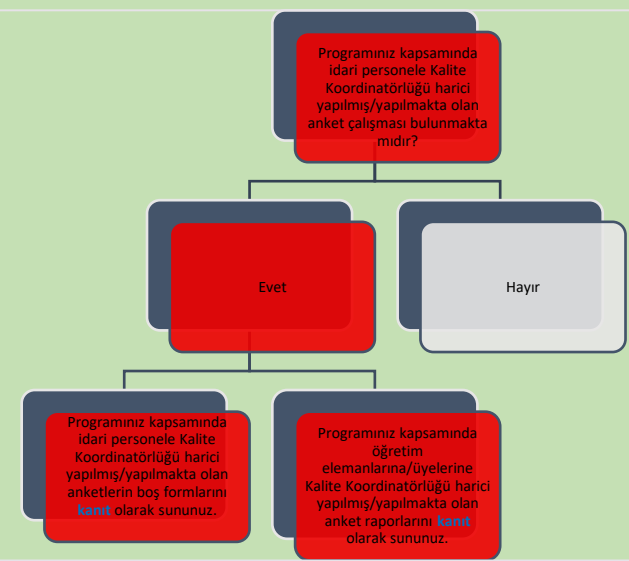 Programınız kapsamında
idari personele Kalite
Koordinatörlüğü harici
yapılmış/yapılmakta olan
anket çalışması bulunmakta
mıdır?
Evet
Hayır
Programınız kapsamında
idari personele Kalite
Koordinatörlüğü harici
yapılmış/yapılmakta olan
anketlerin boş formlarını
kanıt olarak sununuz.
Programınız kapsamında
öğretim
elemanlarına/üyelerine
Kalite Koordinatörlüğü harici
yapılmış/yapılmakta olan
anket raporlarını kanıt
olarak sununuz.